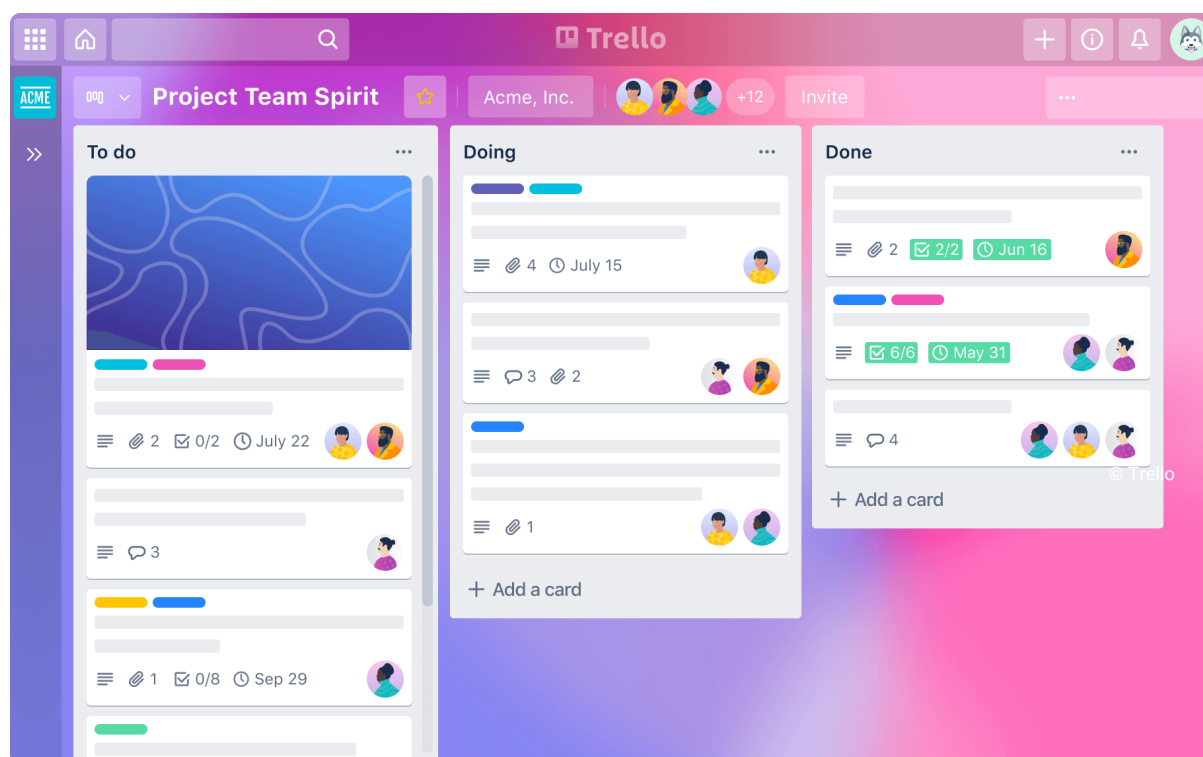 Trello
ACME
Project Team Spirit
Acme, Inc.
+12
Invite
To do
2
0/2
July 22
3
1
0/8
Sep 29
Doing
4
July 15
3
2
1
+ Add a card
Done
2
2/2
Jun 16
6/6
May 31
4
+ Add a card
© Trello